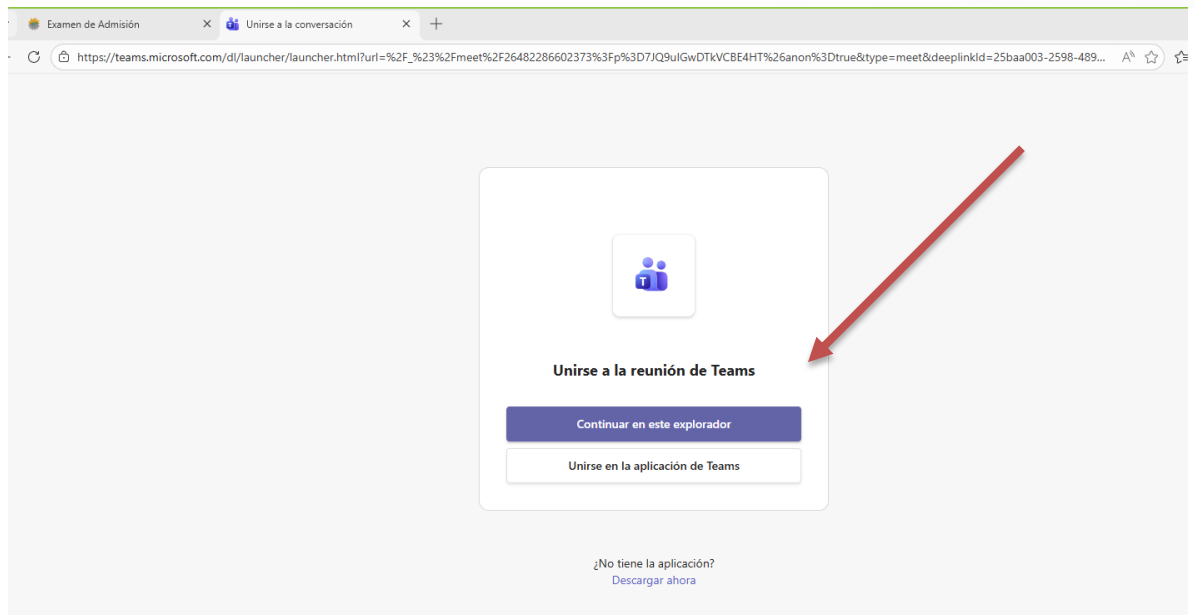 Examen de Admisión
Unirse a la conversación
https://teams.microsoft.com/dl/launcher/launcher.html?url=%2F_%23%2Fmeet%2F26482286602373%3Fp%3D7JQ9uIGwDTkVCBE4HT%26anon%3Dtrue&type=meet&deeplinkId=25baa003-2598-489...
T
Unirse a la reunión de Teams
Continuar en este explorador
Unirse en la aplicación de Teams
¿No tiene la aplicación?
Descargar ahora